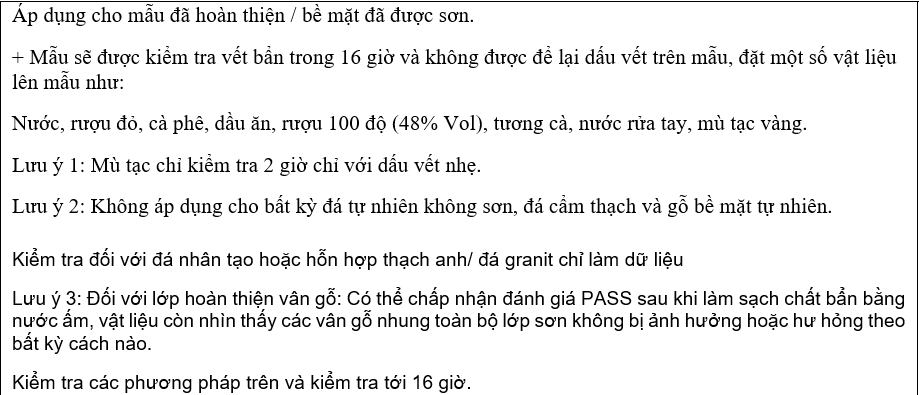 Áp dụng cho mẫu đã hoàn thiện / bề mặt đã được sơn.
+ Mẫu sẽ được kiểm tra vết bẩn trong 16 giờ và không được để lại dấu vết trên mẫu, đặt một số vật liệu
lên mẫu như:
Nước, rượu đỏ, cà phê, dầu ăn, rượu 100 độ (48% Vol), tương cà, nước rửa tay, mù tạc vàng.
Lưu ý 1: Mù tạc chỉ kiểm tra 2 giờ chỉ với dấu vết nhẹ.
Lưu ý 2: Không áp dụng cho bất kỳ đá tự nhiên không sơn, đá cẩm thạch và gỗ bề mặt tự nhiên.
Kiểm tra đối với đá nhân tạo hoặc hỗn hợp thạch anh/ đá granit chỉ làm dữ liệu
Lưu ý 3: Đối với lớp hoàn thiện vân gỗ: Có thể chấp nhận đánh giá PASS sau khi làm sạch chất bẩn bằng
nước ấm, vật liệu còn nhìn thấy các vân gỗ nhung toàn bộ lớp sơn không bị ảnh hưởng hoặc hư hỏng theo
bất kỳ cách nào.
Kiểm tra các phương pháp trên và kiểm tra tới 16 giờ.